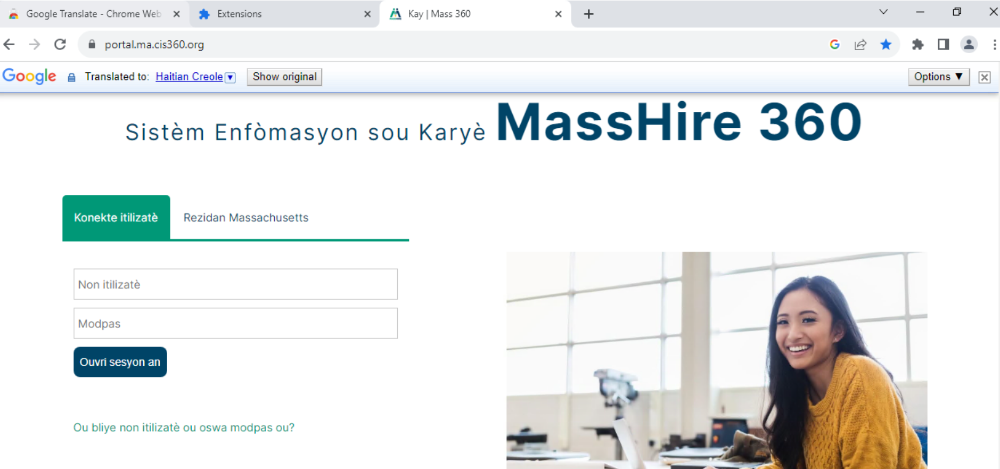 Google Translate - Chrome Web
Extensions
Kay | Mass 360
portal.ma.cis360.org
Google Translated to: Haitian Creole Show original Options ▼
Sistèm Enfòmasyon sou Karyè MassHire 360
Konekte itilizatè Rezidan Massachusetts
Non itilizatè
Modpas
Ouvri sesyon an
Ou bliye non itilizatè ou oswa modpas ou?